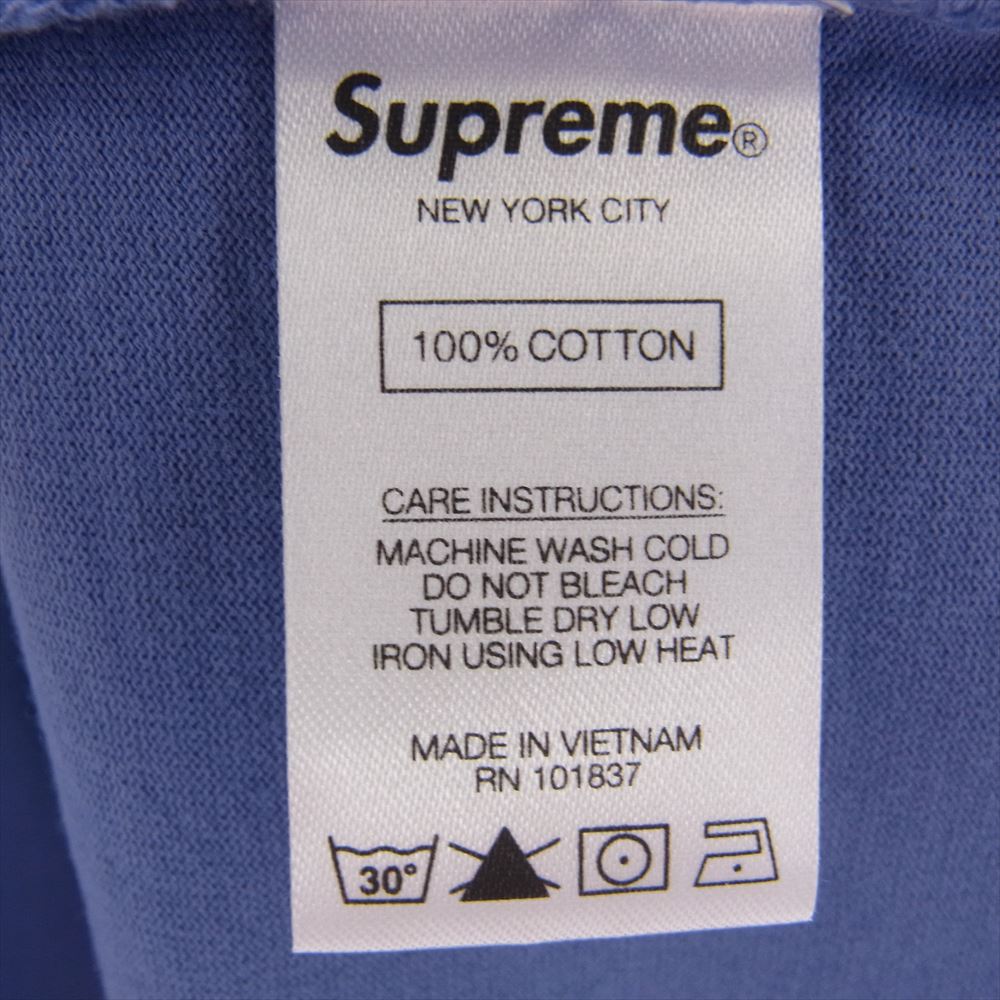 Supreme®
NEW YORK CITY
100% COTTON
CARE INSTRUCTIONS:
MACHINE WASH COLD
DO NOT BLEACH
TUMBLE DRY LOW
IRON USING LOW HEAT
MADE IN VIETNAM
RN 101837
30°